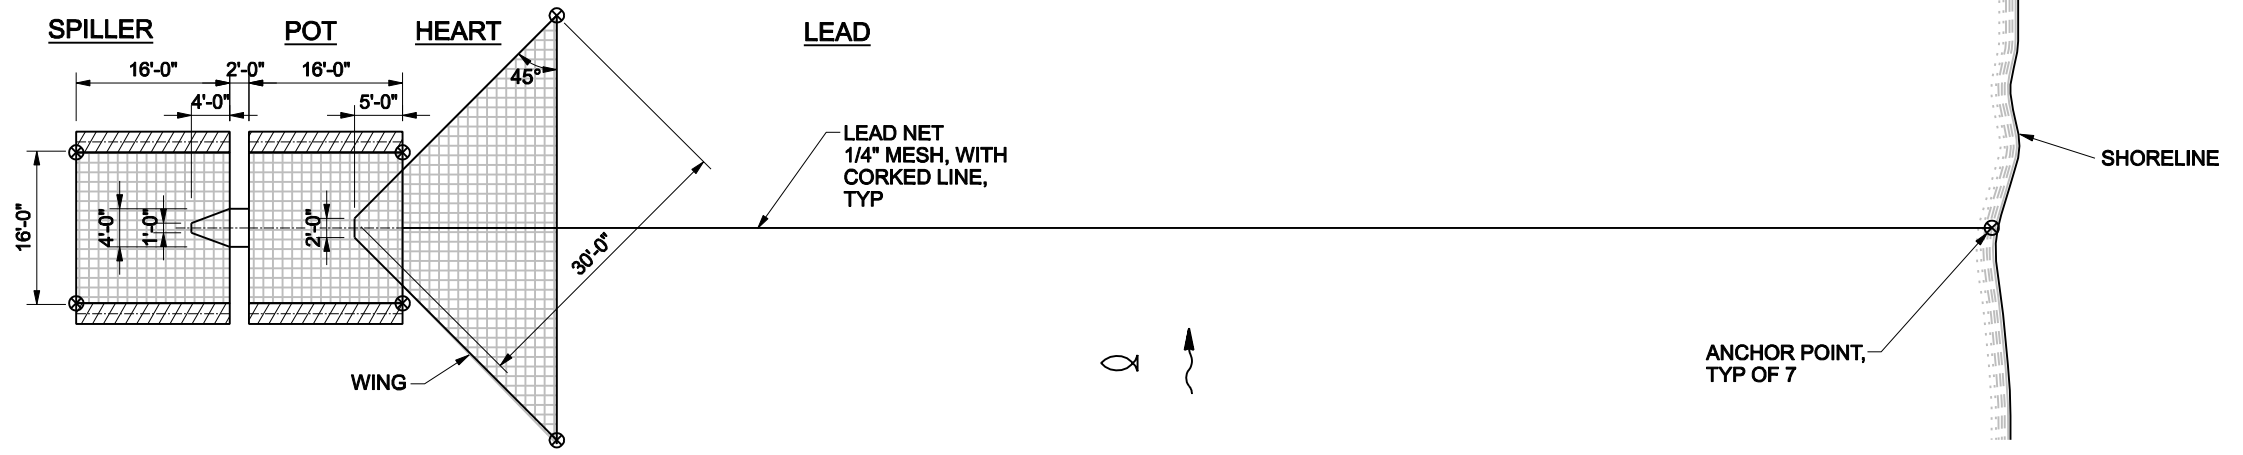 SPILLER
POT
HEART
LEAD
16'-0"
2'-0"
16'-0"
4'-0"
5'-0"
45°
LEAD NET
1/4" MESH, WITH
CORKED LINE,
TYP
SHORELINE
16'-0"
4'-0"
1'-0"
2'-0"
30'-0"
WING
ANCHOR POINT,
TYP OF 7